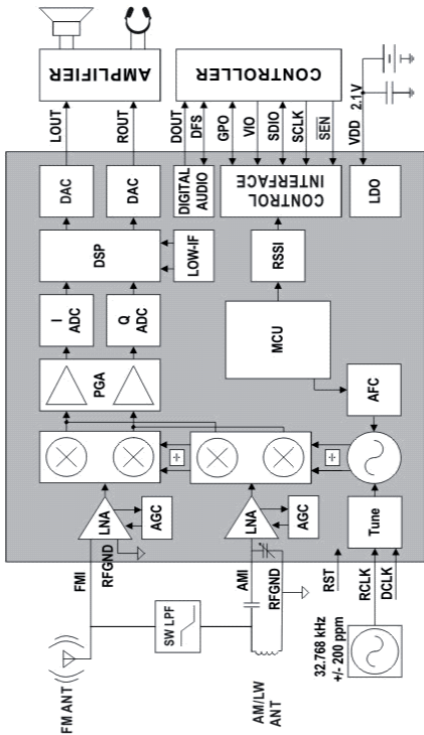 FM ANT
SW LPF
AM/LW
ANT
32.768 kHz
+/- 200 ppm
FMI
RFGND
AMI
RFGND
RST
RCLK
DCLK
LNA
AGC
LNA
AGC
Tune
÷
÷
AFC
PGA
MCU
I
ADC
Q
ADC
DSP
LOW-IF
RSSI
DAC
DAC
DIGITAL
AUDIO
CONTROL
INTERFACE
LDO
LOUT
ROUT
DOUT
DFS
GPO
VIO
SDIO
SCLK
SEN
VDD
2.1V
AMPLIFIER
CONTROLLER